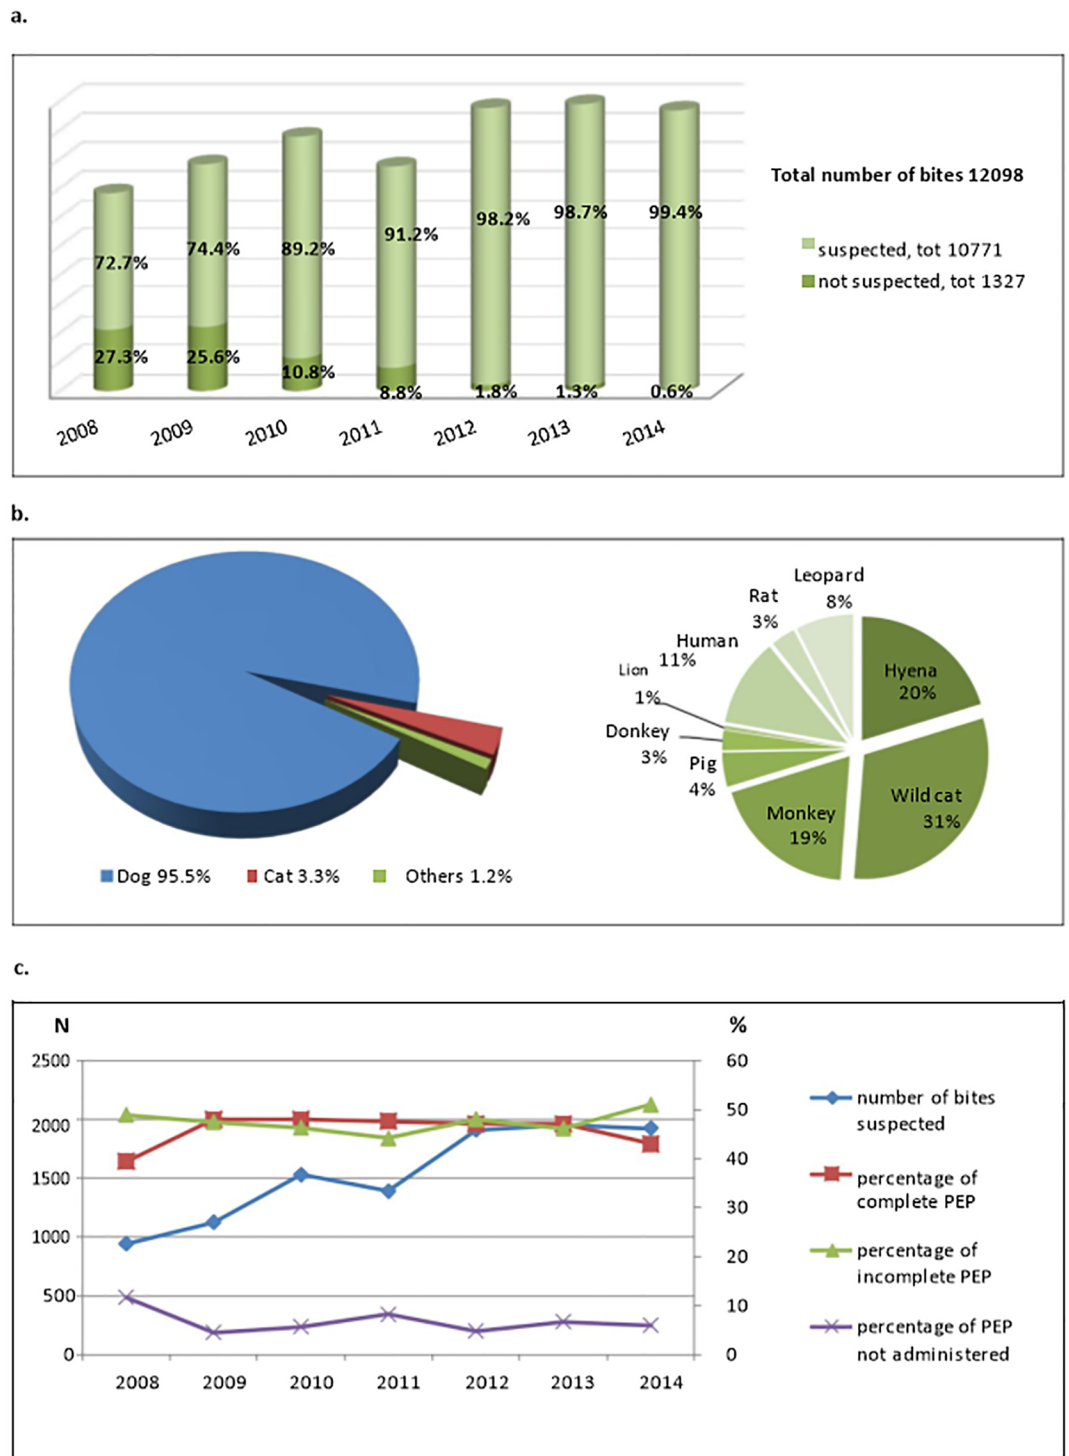 a.
Total number of bites 12098
suspected, tot 10771
not suspected, tot 1327
72.7%
74.4%
89.2%
91.2%
98.2%
98.7%
99.4%
27.3%
25.6%
10.8%
8.8%
1.8%
1.3%
0.6%
2008
2009
2010
2011
2012
2013
2014
b.
Dog 95.5%
Cat 3.3%
Others 1.2%
Leopard
8%
Rat
3%
Human
11%
Lion
1%
Donkey
3%
Pig
4%
Monkey
19%
Wild cat
31%
Hyena
20%
c.
N
%
2500
2000
1500
1000
500
0
60
50
40
30
20
10
0
2008
2009
2010
2011
2012
2013
2014
number of bites
suspected
percentage of
complete PEP
percentage of
incomplete PEP
percentage of PEP
not administered